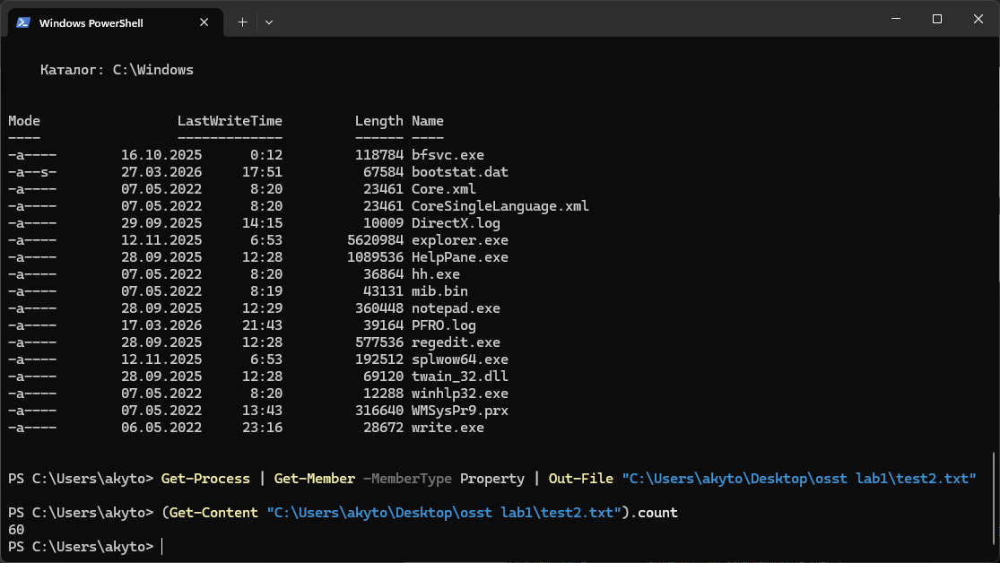 Windows PowerShell
Каталог: C:\Windows
Mode                 LastWriteTime         Length Name
----                 -------------         ------ ----
-a----        16.10.2025      0:12         118784 bfsvc.exe
-a--s-        27.03.2026     17:51          67584 bootstat.dat
-a----        07.05.2022      8:20          23461 Core.xml
-a----        07.05.2022      8:20          23461 CoreSingleLanguage.xml
-a----        29.09.2025     14:15          10009 DirectX.log
-a----        12.11.2025      6:53        5620984 explorer.exe
-a----        28.09.2025     12:28        1089536 HelpPane.exe
-a----        07.05.2022      8:20          36864 hh.exe
-a----        07.05.2022      8:19          43131 mib.bin
-a----        28.09.2025     12:29         360448 notepad.exe
-a----        17.03.2026     21:43          39164 PFRO.log
-a----        28.09.2025     12:28         577536 regedit.exe
-a----        12.11.2025      6:53         192512 splwow64.exe
-a----        28.09.2025     12:28          69120 twain_32.dll
-a----        07.05.2022      8:20          12288 winhlp32.exe
-a----        07.05.2022     13:43         316640 WMSysPr9.prx
-a----        06.05.2022     23:16          28672 write.exe
PS C:\Users\akyto> Get-Process | Get-Member -MemberType Property | Out-File "C:\Users\akyto\Desktop\osst lab1\test2.txt"
PS C:\Users\akyto> (Get-Content "C:\Users\akyto\Desktop\osst lab1\test2.txt").count
60
PS C:\Users\akyto>